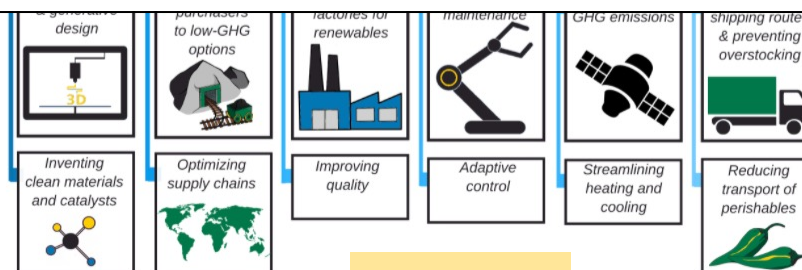 & generative
design
3D
Inventing
clean materials
and catalysts
purchasers
to low-GHG
options
Optimizing
supply chains
factories for
renewables
Improving
quality
maintenance
Adaptive
control
GHG emissions
Streamlining
heating and
cooling
shipping route
& preventing
overstocking
Reducing
transport of
perishables